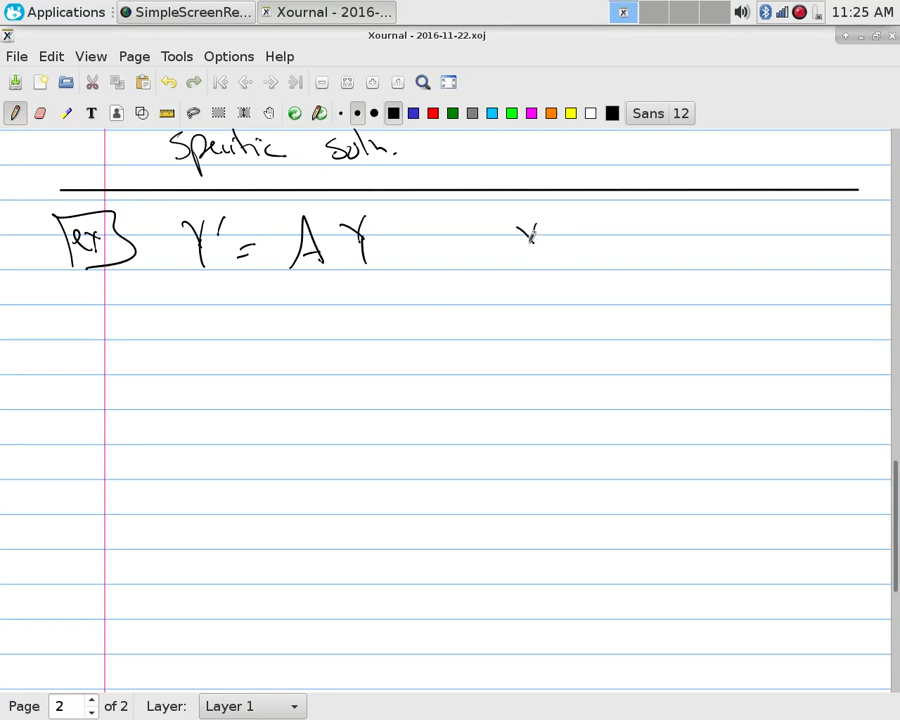 Applications SimpleScreenRe... Xournal - 2016-... 11:25 AM
Xournal - 2016-11-22.xoj
File Edit View Page Tools Options Help
Sans 12
Specific soln.
ex Y' = A Y Y
Page 2 of 2 Layer: Layer 1